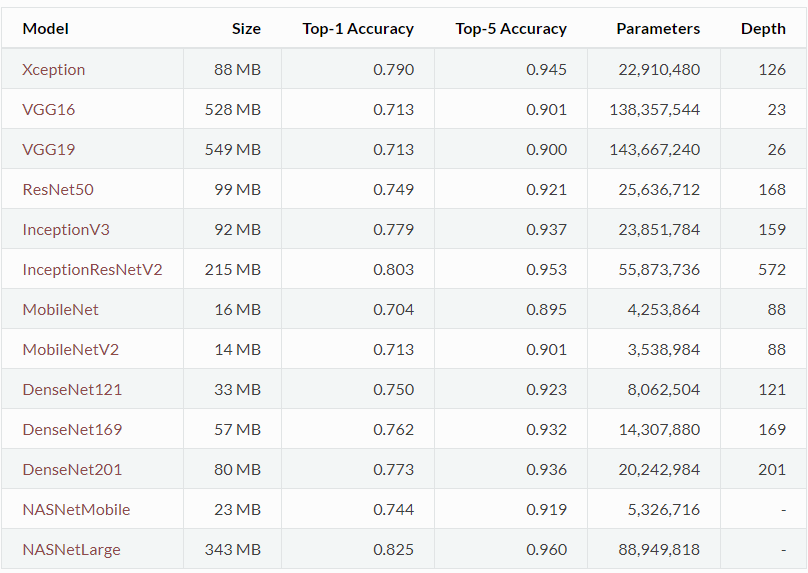 Model Size Top-1 Accuracy Top-5 Accuracy Parameters Depth
Xception 88 MB 0.790 0.945 22,910,480 126
VGG16 528 MB 0.713 0.901 138,357,544 23
VGG19 549 MB 0.713 0.900 143,667,240 26
ResNet50 99 MB 0.749 0.921 25,636,712 168
InceptionV3 92 MB 0.779 0.937 23,851,784 159
InceptionResNetV2 215 MB 0.803 0.953 55,873,736 572
MobileNet 16 MB 0.704 0.895 4,253,864 88
MobileNetV2 14 MB 0.713 0.901 3,538,984 88
DenseNet121 33 MB 0.750 0.923 8,062,504 121
DenseNet169 57 MB 0.762 0.932 14,307,880 169
DenseNet201 80 MB 0.773 0.936 20,242,984 201
NASNetMobile 23 MB 0.744 0.919 5,326,716 -
NASNetLarge 343 MB 0.825 0.960 88,949,818 -